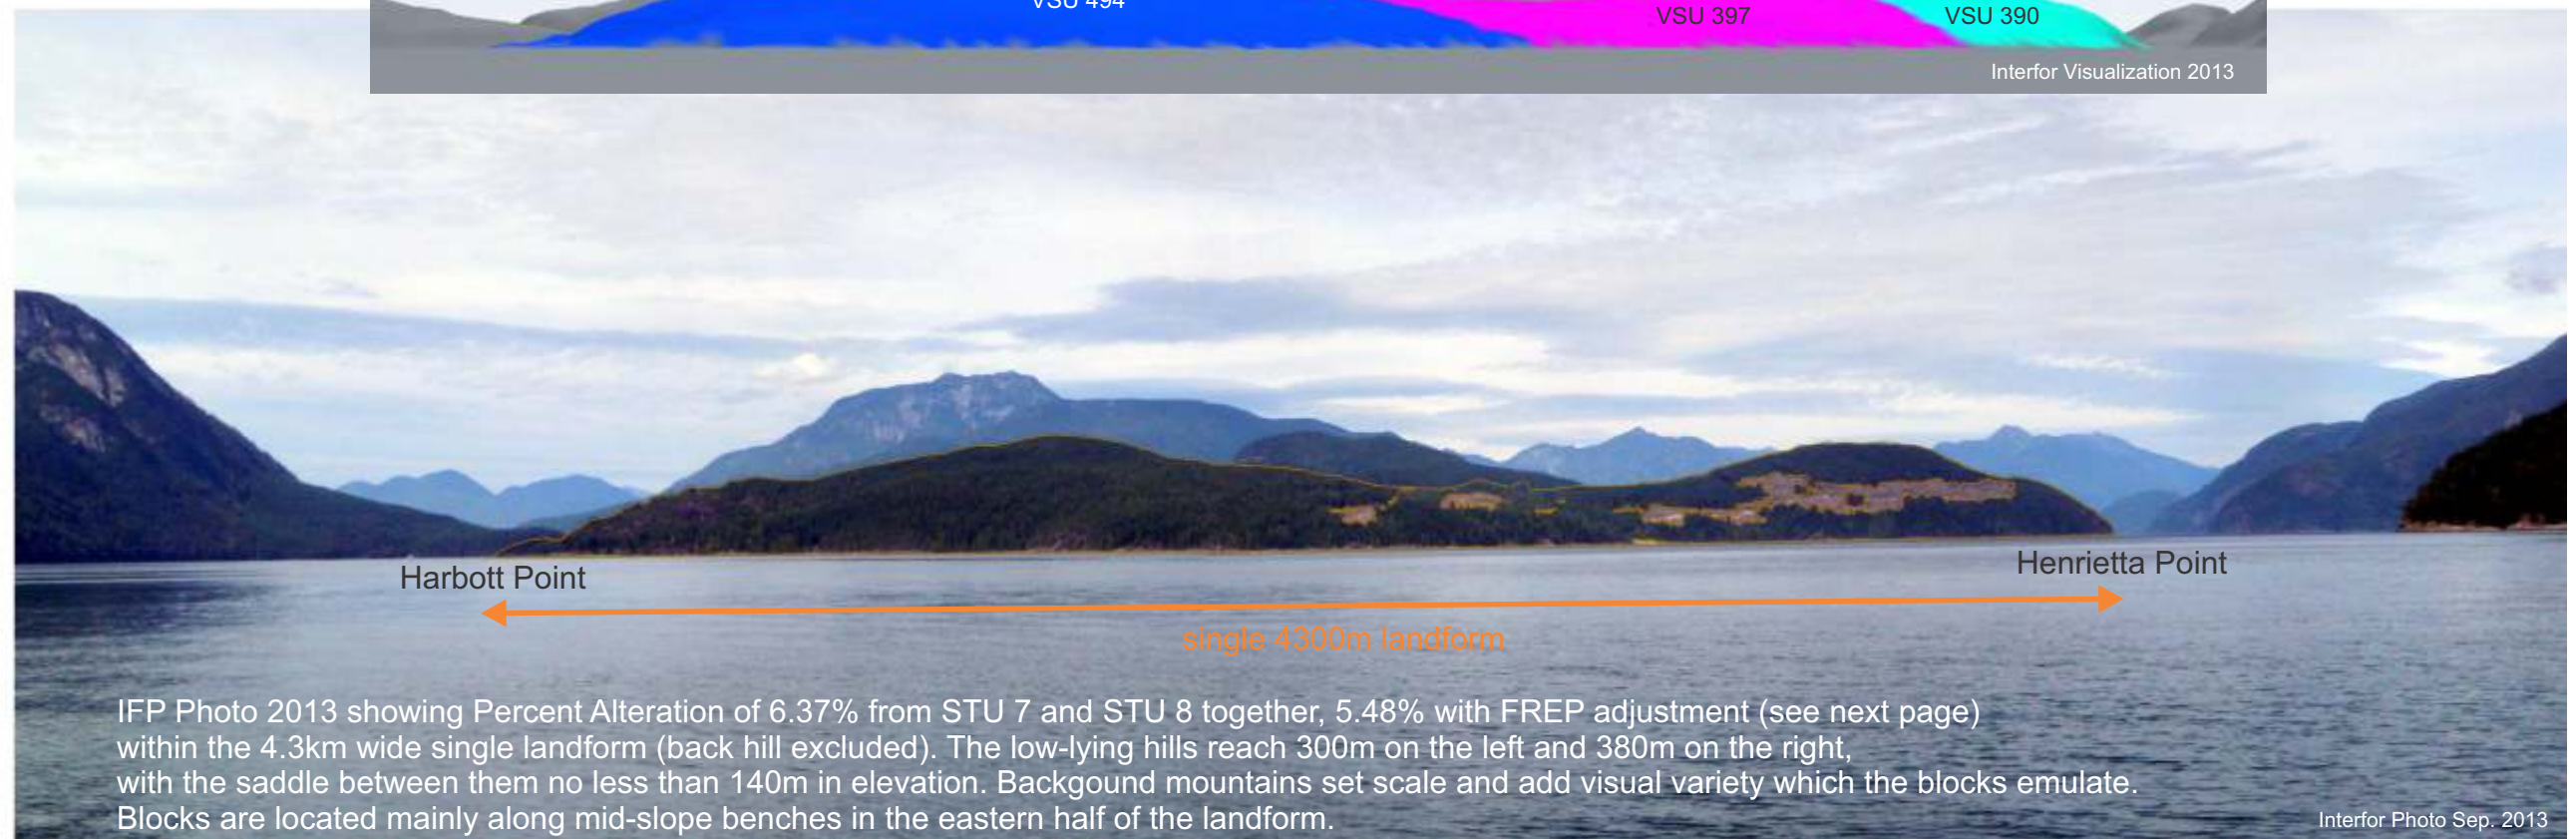 VSU 494
VSU 397
VSU 390
Interfor Visualization 2013
Harbott Point
Henrietta Point
single 4300m landform
IFP Photo 2013 showing Percent Alteration of 6.37% from STU 7 and STU 8 together, 5.48% with FREP adjustment (see next page)
within the 4.3km wide single landform (back hill excluded). The low-lying hills reach 300m on the left and 380m on the right,
with the saddle between them no less than 140m in elevation. Backgound mountains set scale and add visual variety which the blocks emulate.
Blocks are located mainly along mid-slope benches in the eastern half of the landform.
Interfor Photo Sep. 2013